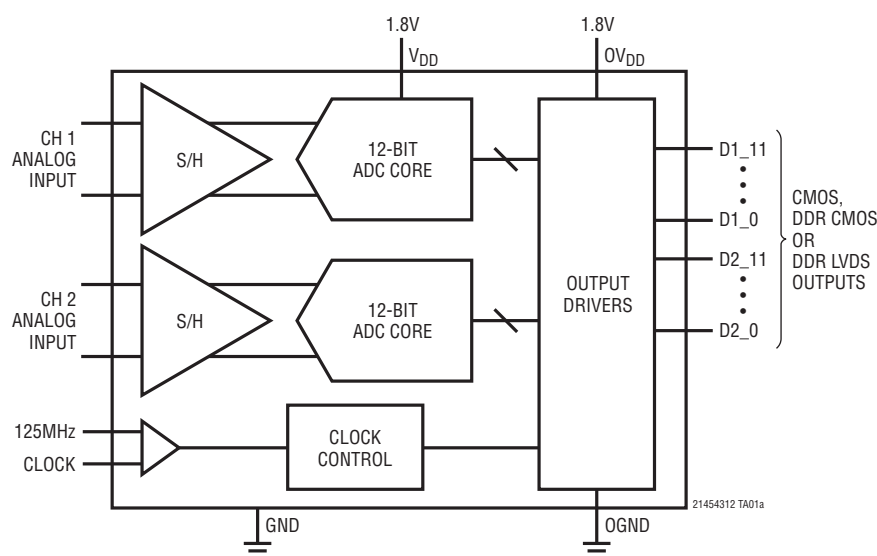 1.8V
1.8V
VDD
OVDD
CH 1
ANALOG
INPUT
S/H
12-BIT
ADC CORE
D1_11
D1_0
CH 2
ANALOG
INPUT
S/H
12-BIT
ADC CORE
OUTPUT
DRIVERS
D2_11
D2_0
CMOS,
DDR CMOS
OR
DDR LVDS
OUTPUTS
125MHz
CLOCK
CLOCK
CONTROL
GND
OGND
21454312 TA01a